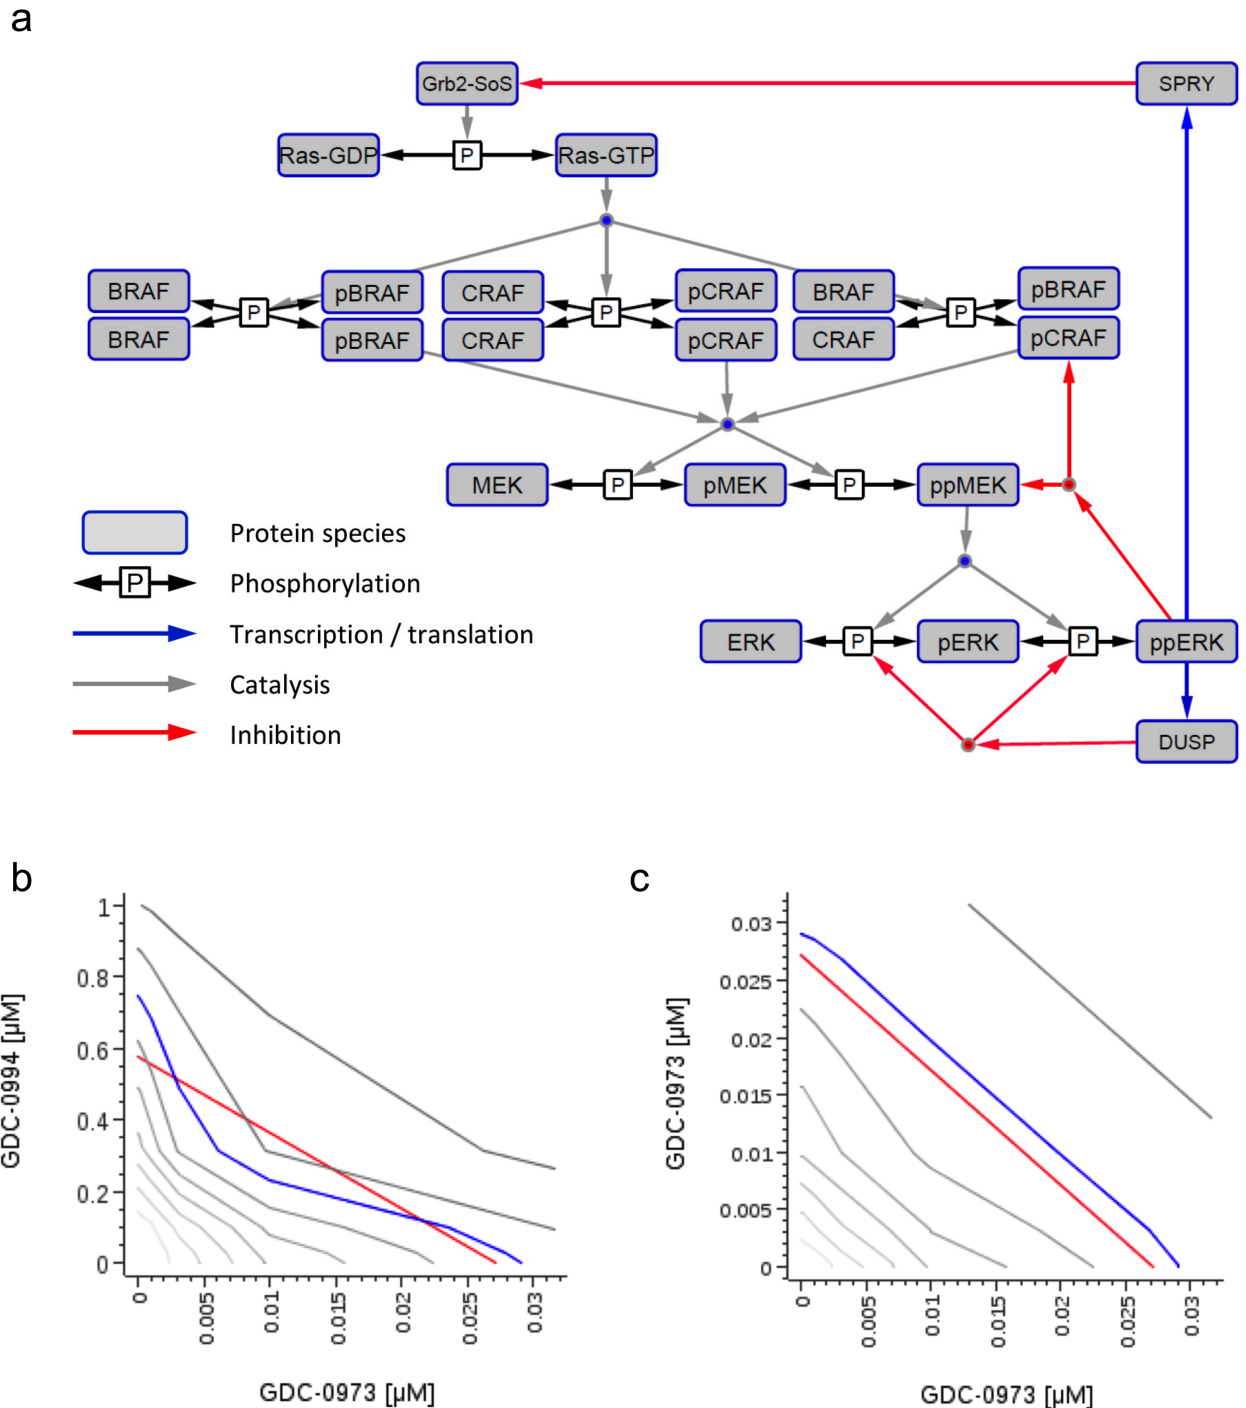 a
Grb2-SoS
SPRY
Ras-GDP
P
Ras-GTP
BRAF
pBRAF
CRAF
pCRAF
BRAF
pBRAF
P
P
P
BRAF
pBRAF
CRAF
pCRAF
CRAF
pCRAF
MEK
P
pMEK
P
ppMEK
Protein species
P
Phosphorylation
Transcription / translation
Catalysis
Inhibition
ERK
P
pERK
P
ppERK
DUSP
b
GDC-0994 [µM]
1
0.8
0.6
0.4
0.2
0
0
0.005
0.01
0.015
0.02
0.025
0.03
GDC-0973 [µM]
c
GDC-0973 [µM]
0.03
0.025
0.02
0.015
0.01
0.005
0
0
0.005
0.01
0.015
0.02
0.025
0.03
GDC-0973 [µM]